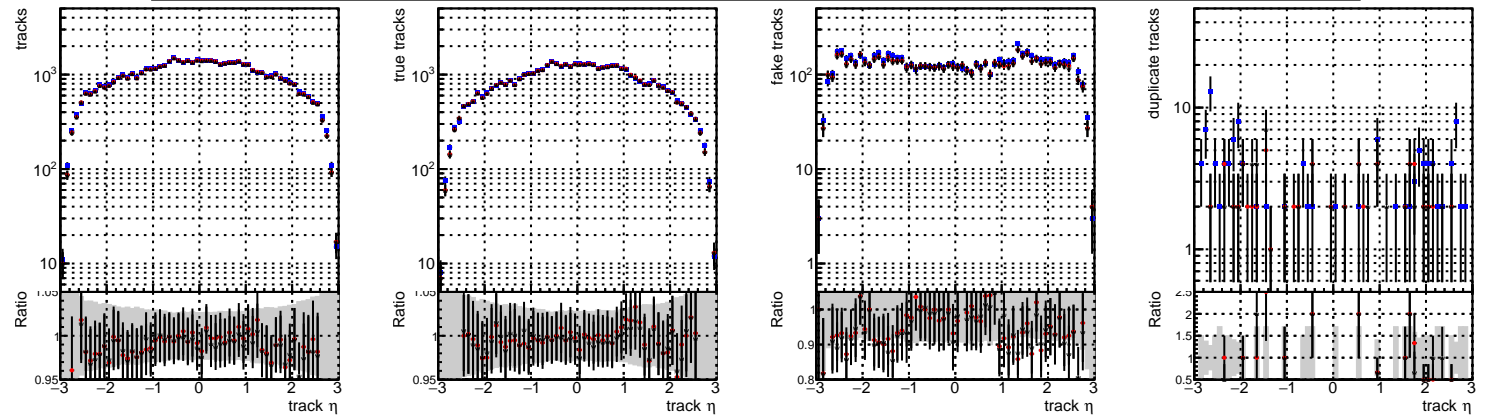 tracks
10³
10²
10
Ratio
1.05
1
0.95
−3 −2 −1 0 1 2 3
track η
true tracks
10³
10²
10
Ratio
1.05
1
0.95
−3 −2 −1 0 1 2 3
track η
fake tracks
10²
10
1
Ratio
1
0.9
0.8
−3 −2 −1 0 1 2 3
track η
duplicate tracks
10
1
Ratio
2.5
2
1.5
1
0.5
−3 −2 −1 0 1 2 3
track η